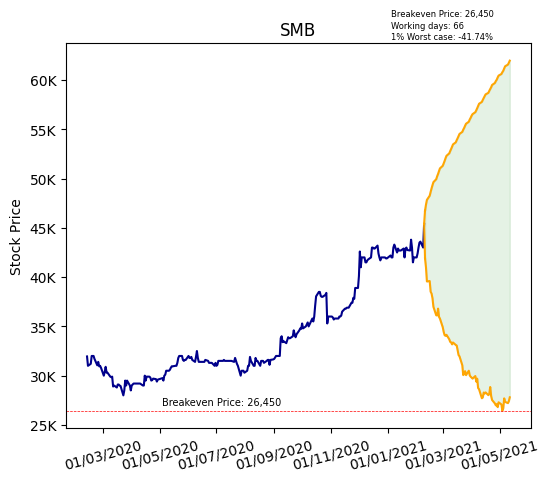 Breakeven Price: 26,450
Working days: 66
1% Worst case: -41.74%
SMB
Stock Price
60K
55K
50K
45K
40K
35K
30K
25K
Breakeven Price: 26,450
01/03/2020
01/05/2020
01/07/2020
01/09/2020
01/11/2020
01/01/2021
01/03/2021
01/05/2021